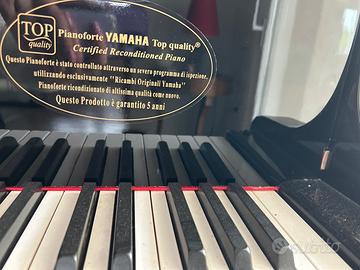 TOP
quality
Pianoforte YAMAHA Top quality®
Certified Reconditioned Piano
Questo Pianoforte è stato controllato attraverso un severo programma di ispezione,
utilizzando esclusivamente "Ricambi Originali Yamaha"
Pianoforte ricondizionato di altissima qualità come nuovo.
Questo Prodotto è garantito 5 anni
subito